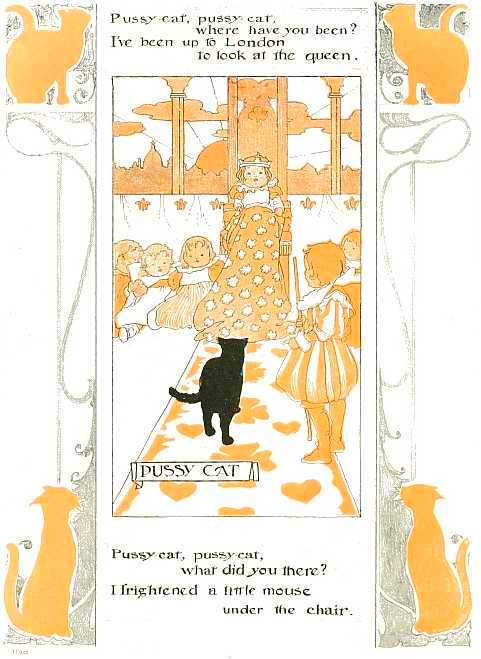 Pussy-cat, pussy-cat,
where have you been?
I've been up to London
to look at the queen.
PUSSY CAT
Pussy-cat, pussy-cat,
what did you there?
I frightened a little mouse
under the chair.